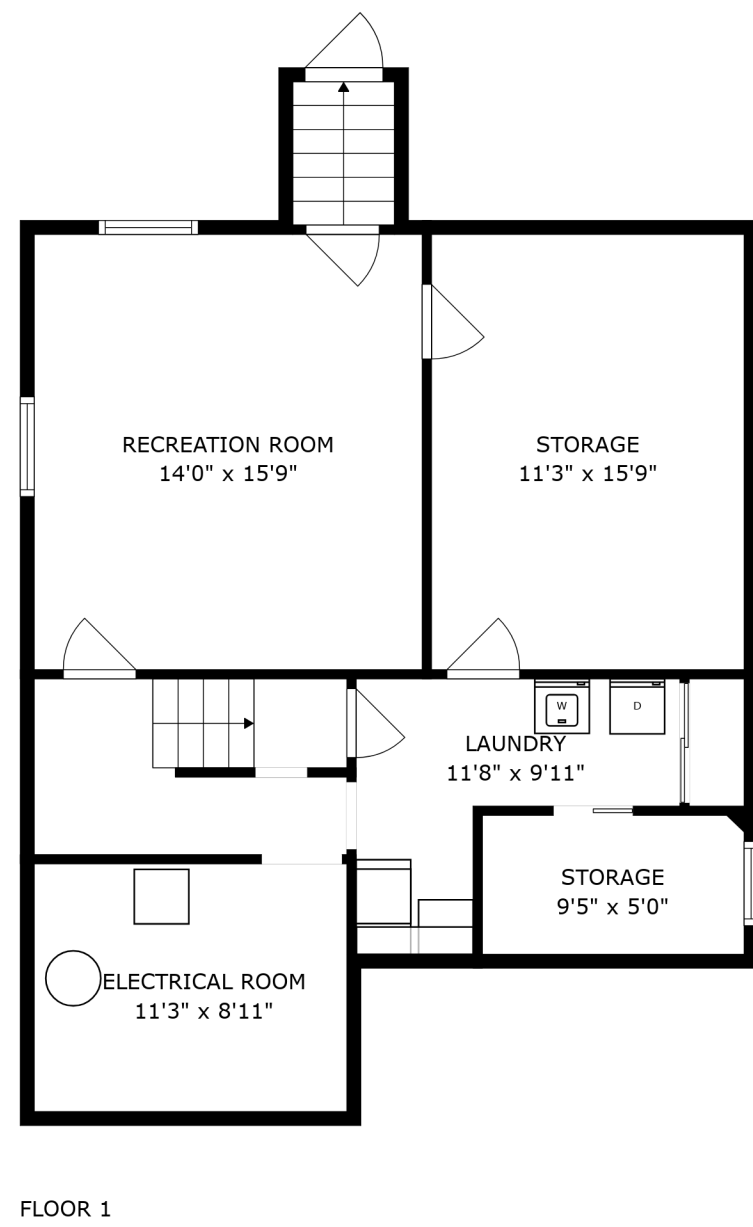 RECREATION ROOM
14'0" x 15'9"
STORAGE
11'3" x 15'9"
W
D
LAUNDRY
11'8" x 9'11"
STORAGE
9'5" x 5'0"
ELECTRICAL ROOM
11'3" x 8'11"
FLOOR 1